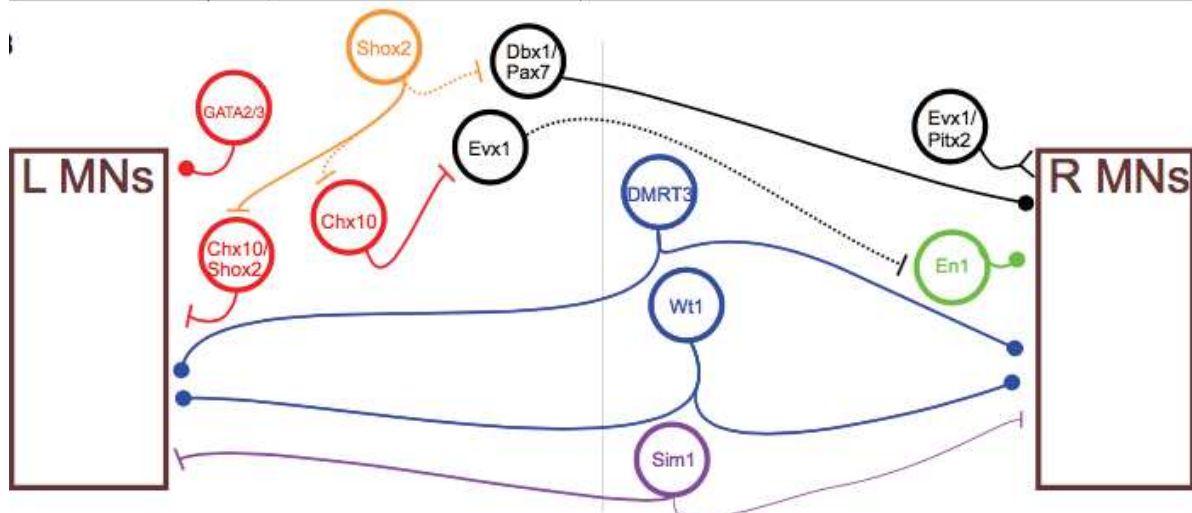 Shox2
Dbx1/
Pax7
GATA2/3
Evx1/
Pitx2
Evx1
L MNs
R MNs
DMRT3
Chx10
Chx10/
Shox2
En1
Wt1
Sim1